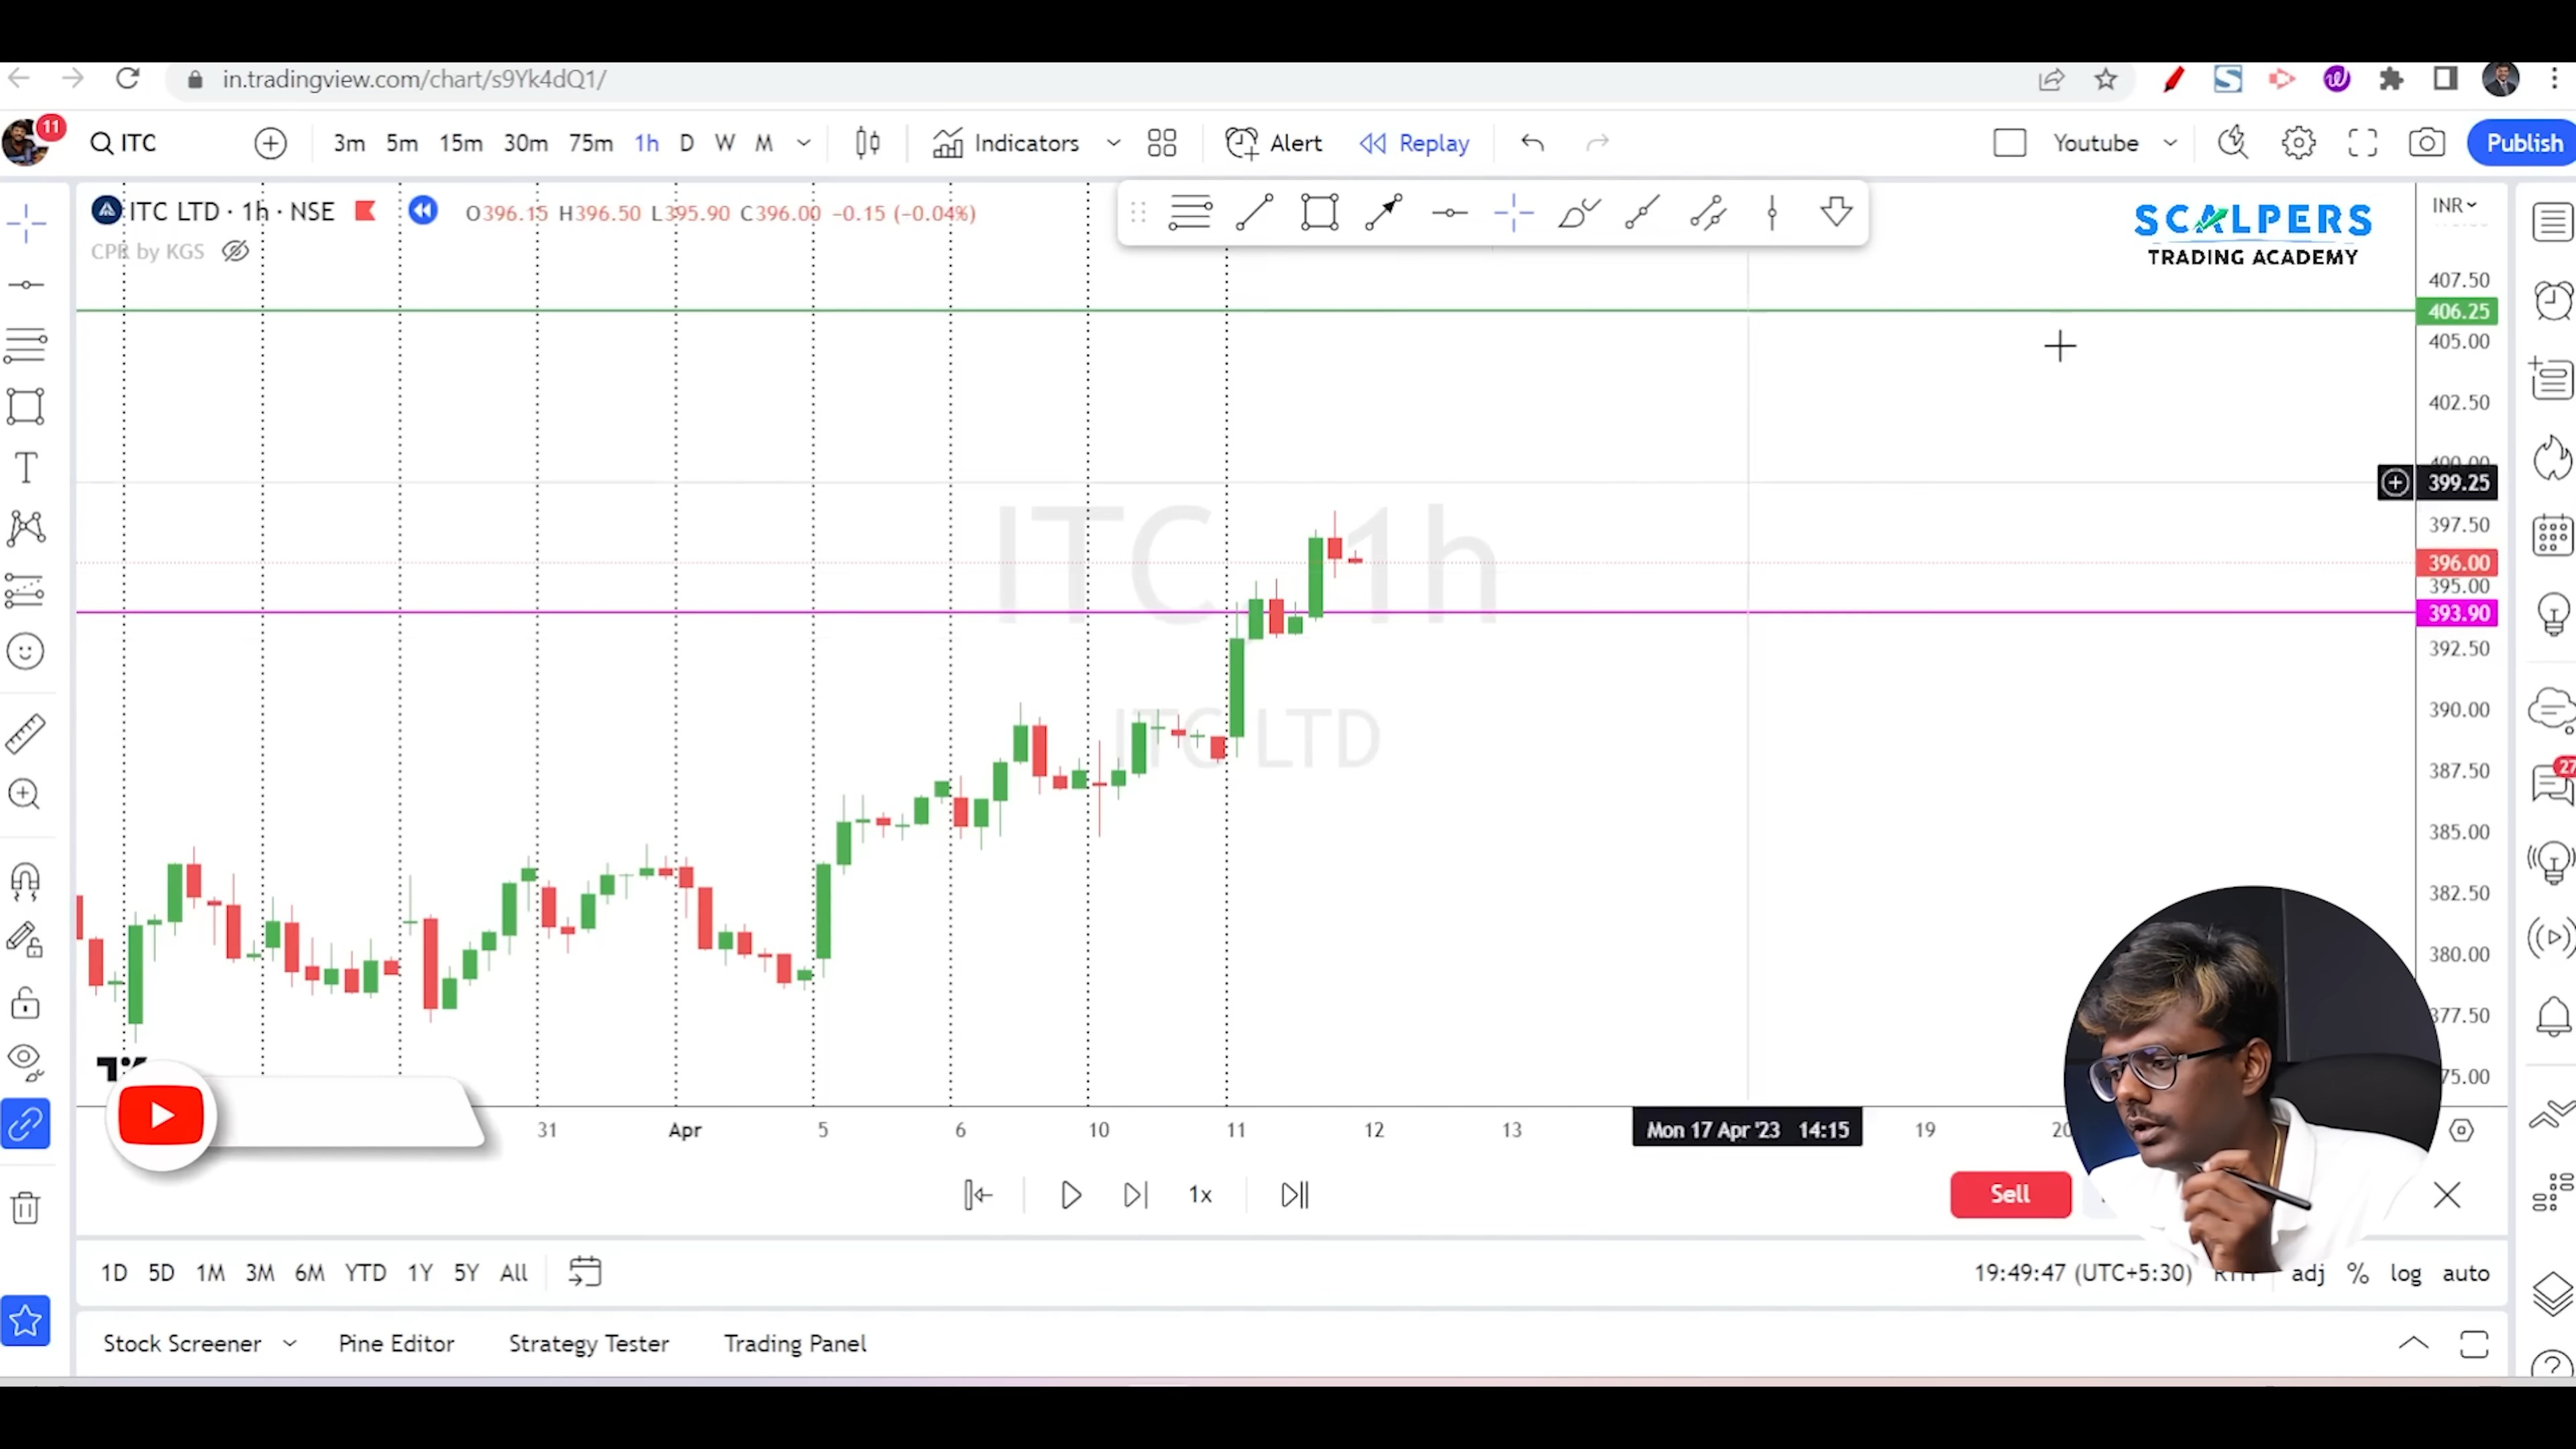 in.tradingview.com/chart/s9Yk4dQ1/
11 ITC 3m 5m 15m 30m 75m 1h D W M Indicators Alert Replay Youtube Publish
ITC LTD · 1h · NSE O396.15 H396.50 L395.90 C396.00 −0.15 (−0.04%)
CPR by KGS
SCALPERS
TRADING ACADEMY
INR
407.50
406.25
405.00
402.50
400.00
399.25
397.50
396.00
395.00
393.90
392.50
390.00
387.50
385.00
382.50
380.00
377.50
75.00
ITC 1h
ITC LTD
27
31 Apr 5 6 10 11 12 13 Mon 17 Apr '23 14:15 19 20
1x
Sell
1D 5D 1M 3M 6M YTD 1Y 5Y All
19:49:47 (UTC+5:30) adj % log auto
Stock Screener Pine Editor Strategy Tester Trading Panel